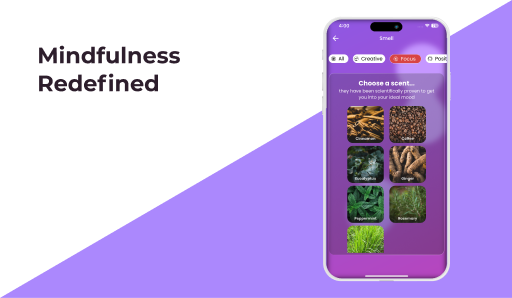 Mindfulness
Redefined
4:20
Smell
All
Creative
Focus
Posit
Choose a scent...
they have been scientifically proven to get
you into your ideal mood
Cinnamon
Coffee
Eucalyptus
Ginger
Peppermint
Rosemary